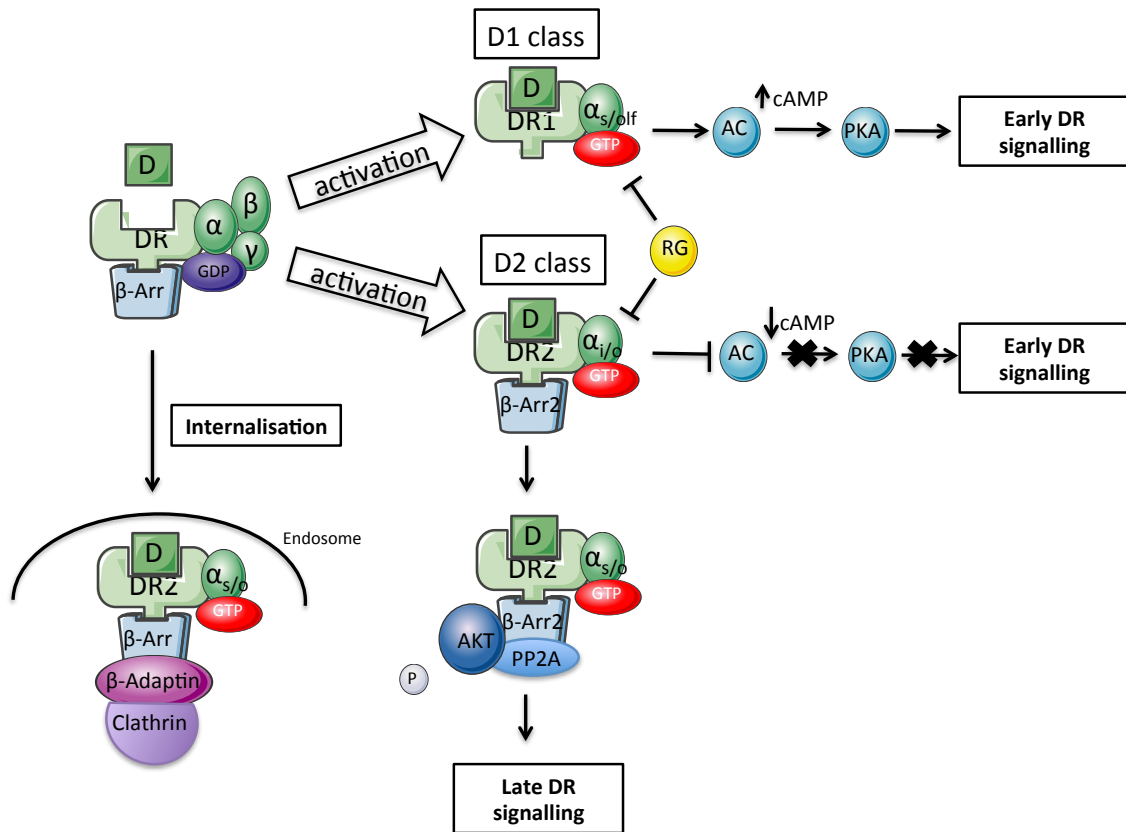 D1 class
D
DR1
αs/olf
GTP
AC
cAMP
PKA
Early DR
signalling
activation
D
DR
α
β
γ
GDP
β-Arr
activation
RG
D2 class
D
DR2
αi/o
GTP
β-Arr2
AC
cAMP
PKA
Early DR
signalling
Internalisation
Endosome
D
DR2
αs/o
GTP
β-Arr
β-Adaptin
Clathrin
D
DR2
αs/o
GTP
β-Arr2
AKT
PP2A
P
Late DR
signalling